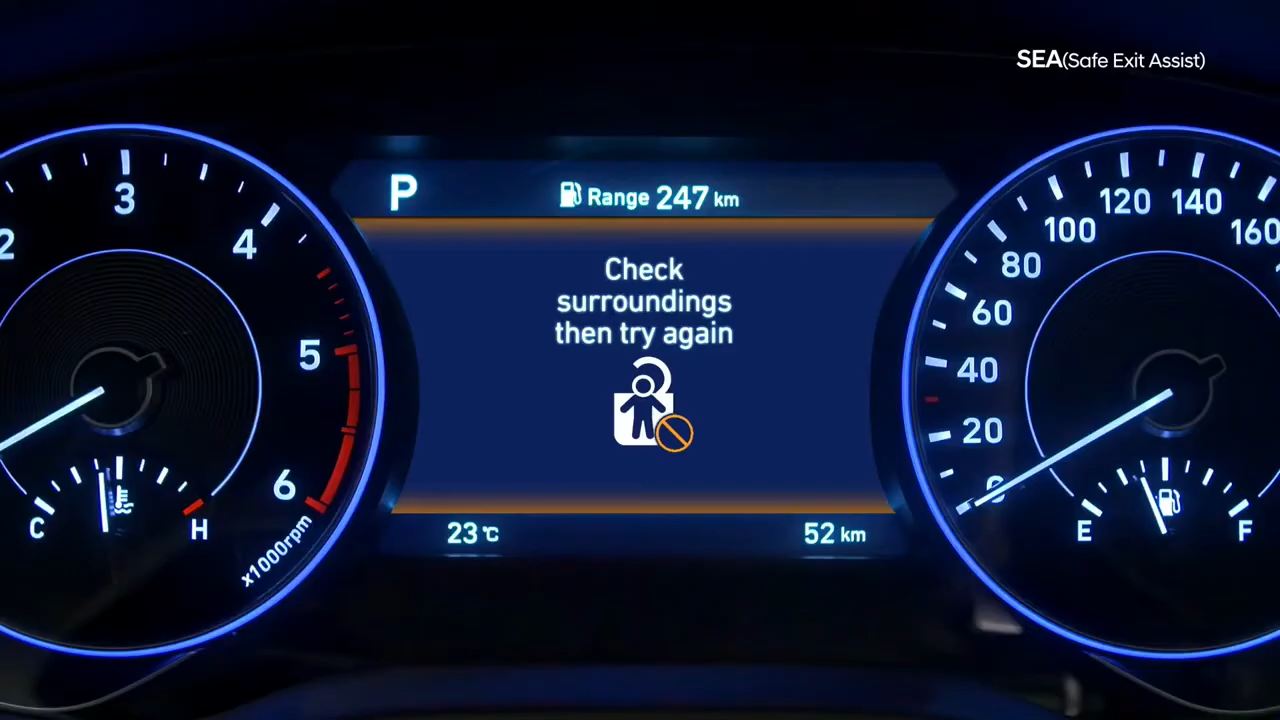 SEA(Safe Exit Assist)
P
Range 247 km
Check
surroundings
then try again
23℃
52 km
2
3
4
5
6
x1000rpm
C
H
0
20
40
60
80
100
120
140
160
E
F